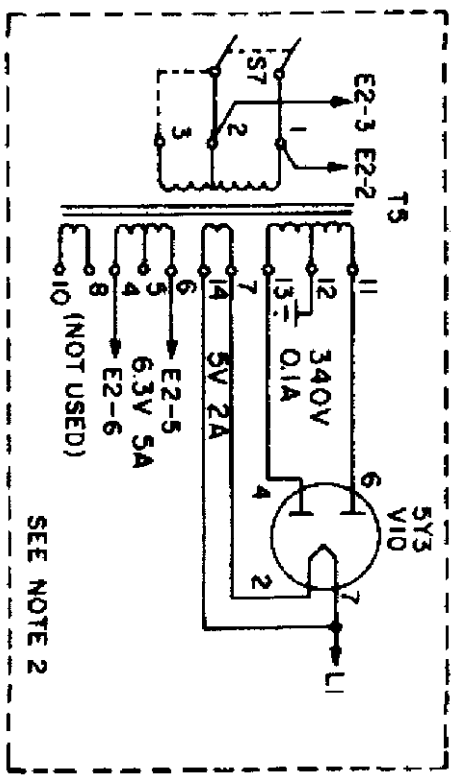 5Y3
V10
T5
E2-3
E2-2
11
6
L1
12
340V
1
0.1A
13
4
S7
2
7
2
7
14
5V 2A
3
6
E2-5
5
6.3V 5A
4
E2-6
8
10 (NOT USED)
SEE NOTE 2